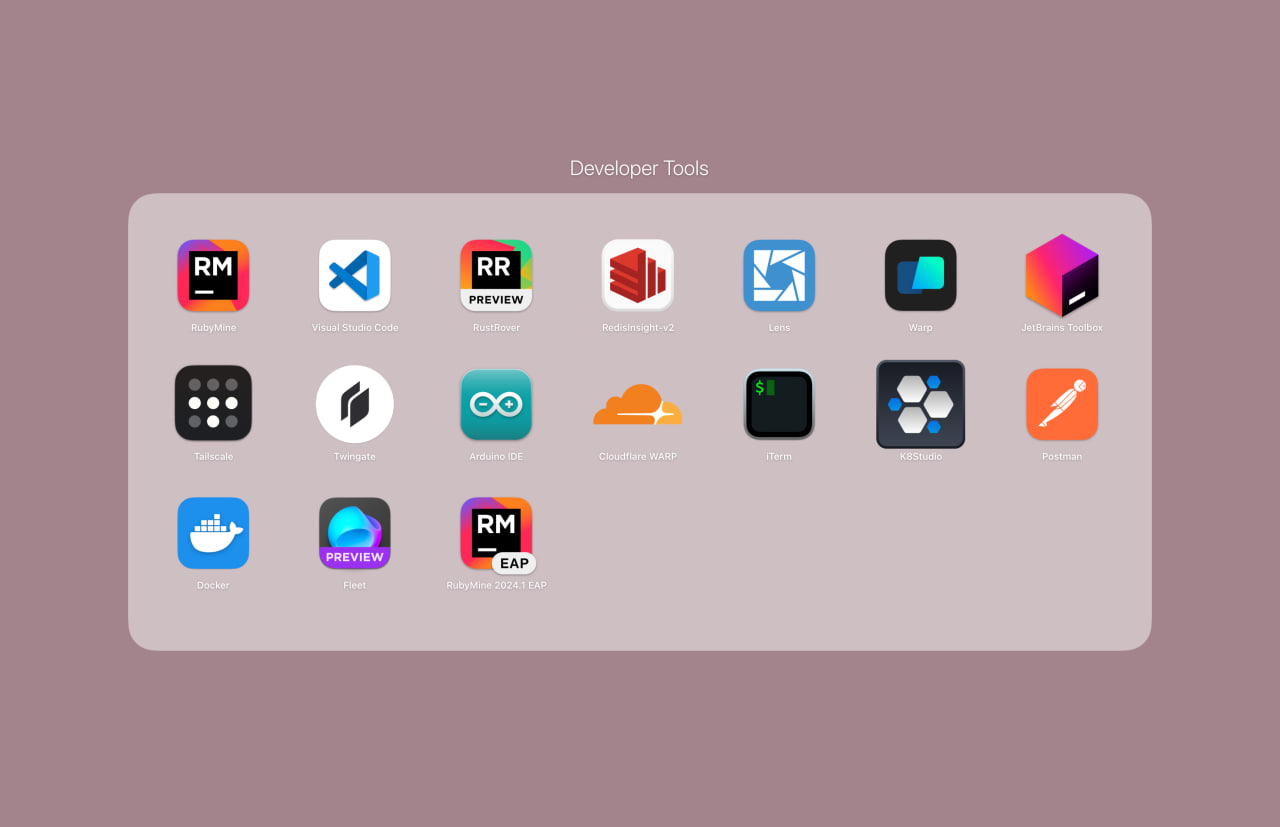 Developer Tools
RM
RR
PREVIEW
RubyMine
Visual Studio Code
RustRover
RedisInsight-v2
Lens
Warp
JetBrains Toolbox
$
Tailscale
Twingate
Arduino IDE
Cloudflare WARP
iTerm
K8Studio
Postman
PREVIEW
RM
EAP
Docker
Fleet
RubyMine 2024.1 EAP